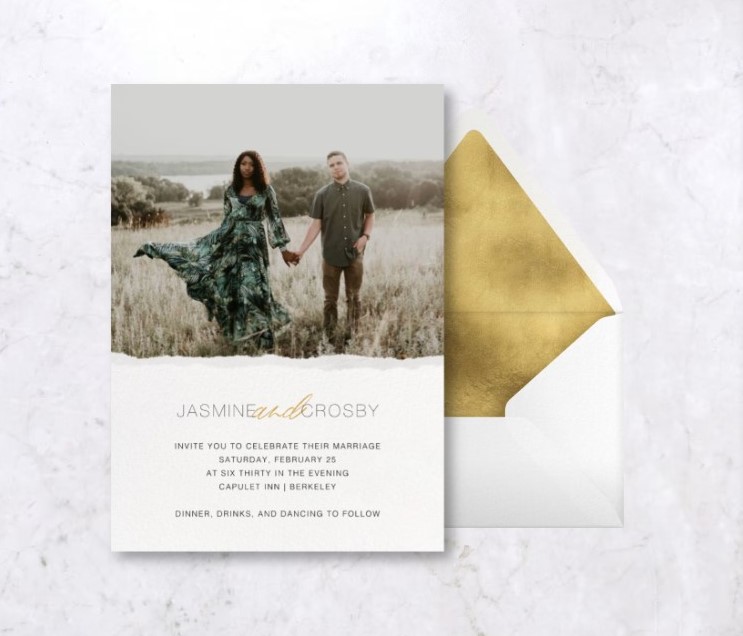 JASMINE and CROSBY
INVITE YOU TO CELEBRATE THEIR MARRIAGE
SATURDAY, FEBRUARY 25
AT SIX THIRTY IN THE EVENING
CAPULET INN | BERKELEY
DINNER, DRINKS, AND DANCING TO FOLLOW